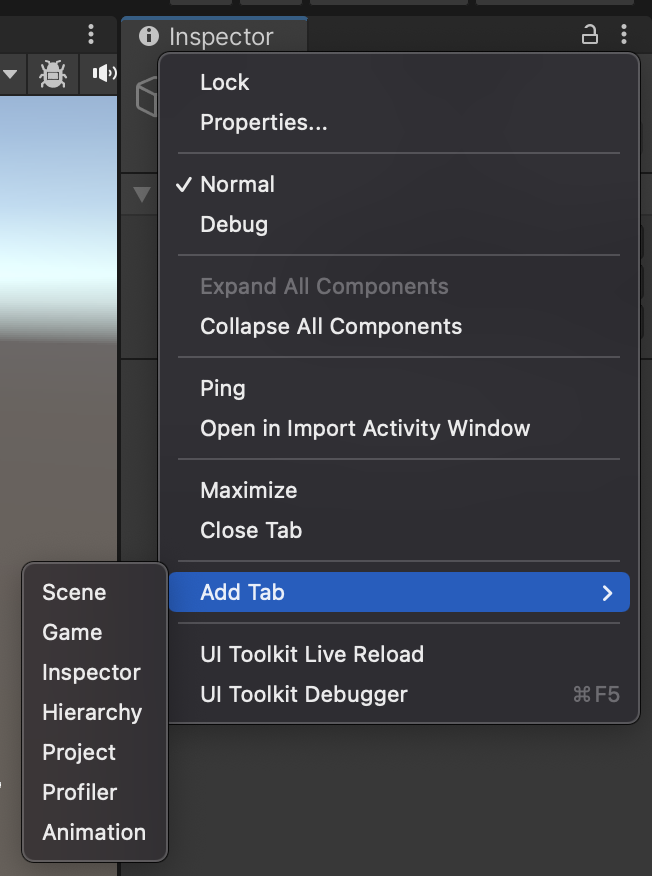 Inspector
Lock
Properties...
Normal
Debug
Expand All Components
Collapse All Components
Ping
Open in Import Activity Window
Maximize
Close Tab
Add Tab
UI Toolkit Live Reload
UI Toolkit Debugger ⌘F5
Scene
Game
Inspector
Hierarchy
Project
Profiler
Animation